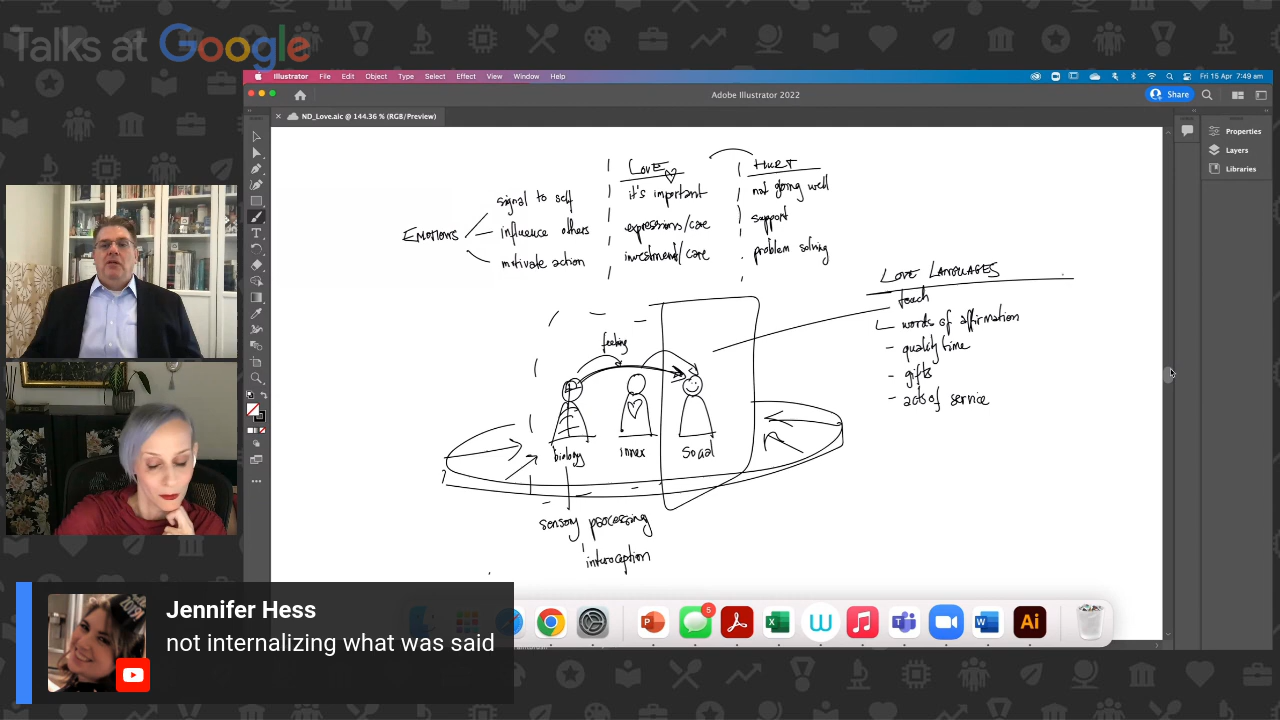 Talks at Google
Illustrator File Edit Object Type Select Effect View Window Help
Fri 15 Apr 7:49 am
Adobe Illustrator 2022
Share
ND_Love.aic @ 144.36 % (RGB/Preview)
Properties
Layers
Libraries
EMOTIONS
signal to self
influence others
motivate action
LOVE
it's important
expressions/care
investment/care
HURT
not going well
support
problem solving
LOVE LANGUAGES
touch
words of affirmation
- quality time
- gifts
- acts of service
feeling
biology
inner
Social
sensory processing
interoception
5
W
Ai
Jennifer Hess
not internalizing what was said